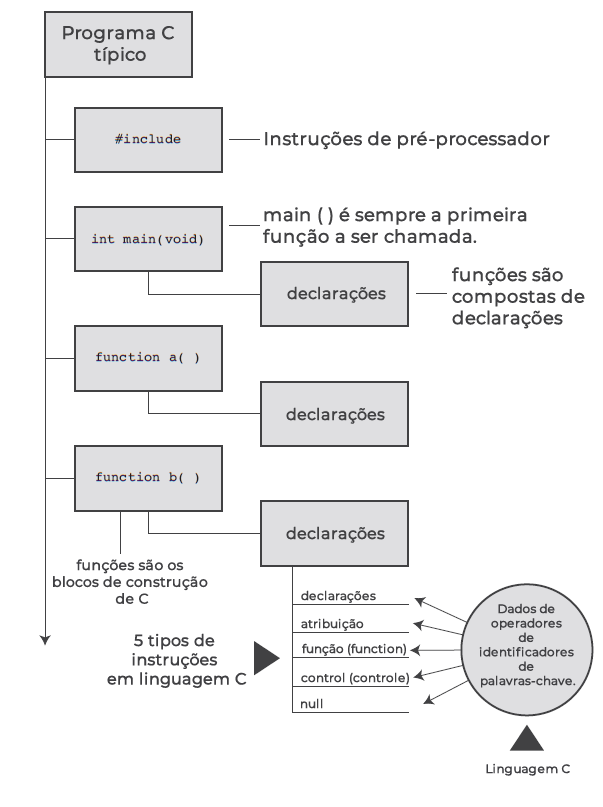 Programa C
típico
#include
Instruções de pré-processador
int main(void)
main ( ) é sempre a primeira
função a ser chamada.
declarações
funções são
compostas de
declarações
function a( )
declarações
function b( )
declarações
funções são os
blocos de construção
de C
5 tipos de
instruções
em linguagem C
declarações
atribuição
função (function)
control (controle)
null
Dados de
operadores
de
identificadores
de
palavras-chave.
Linguagem C